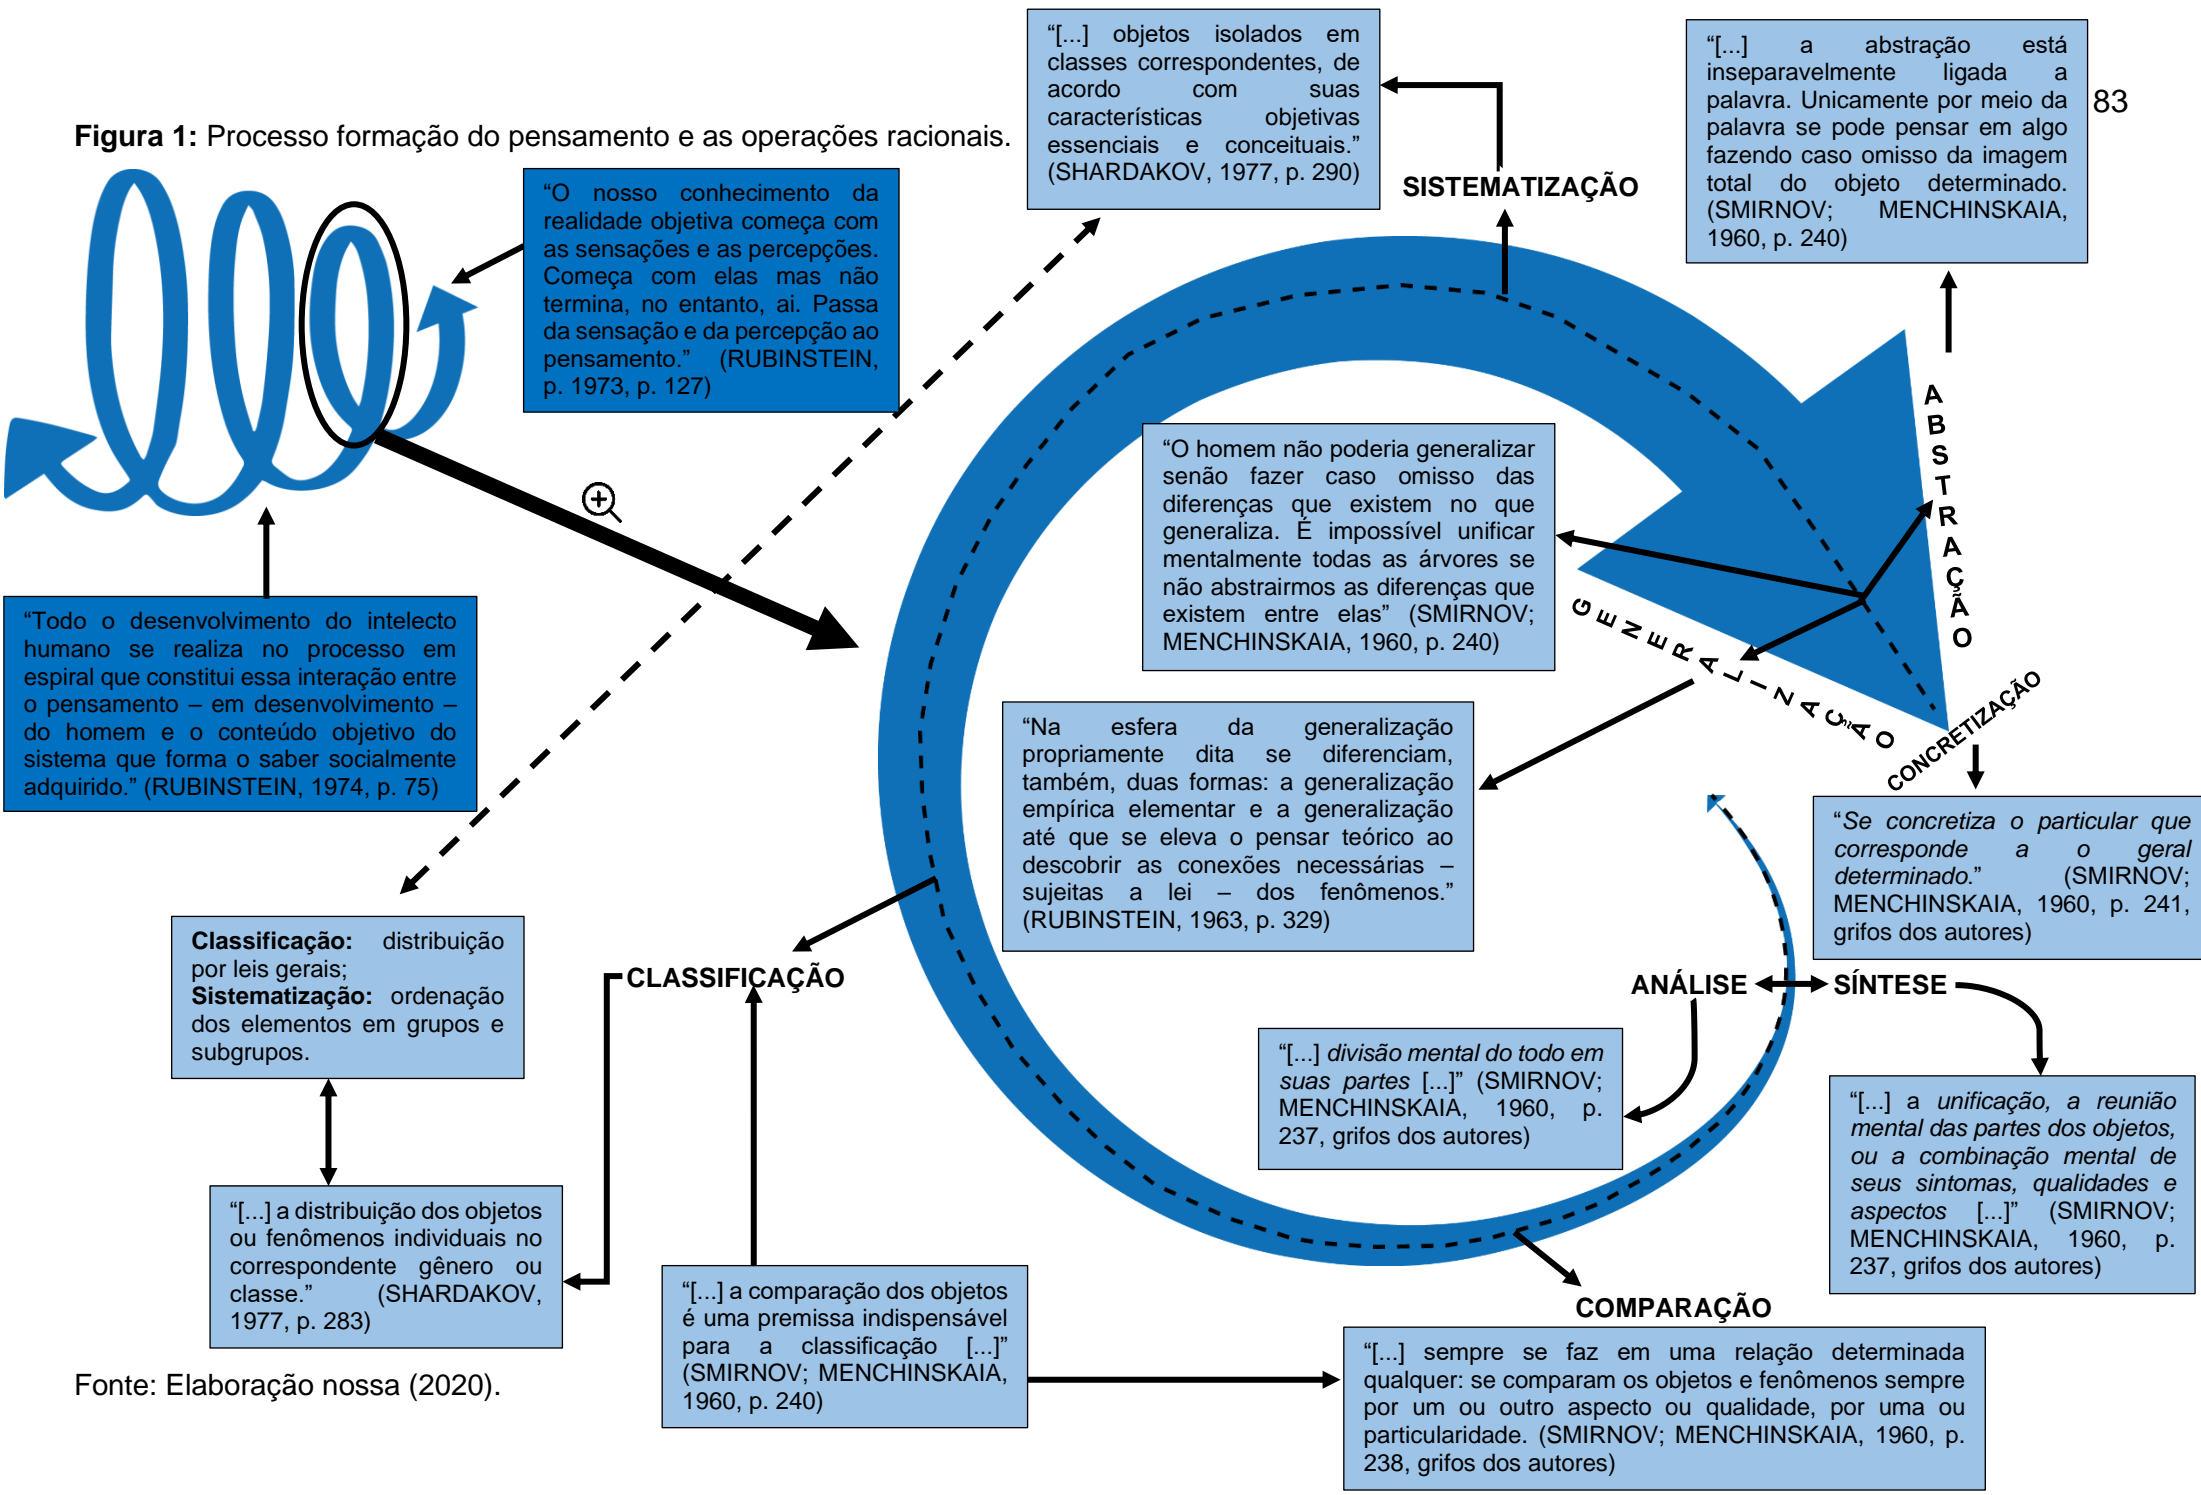 83
Figura 1: Processo formação do pensamento e as operações racionais.
“O nosso conhecimento da
realidade objetiva começa com
as sensações e as percepções.
Começa com elas mas não
termina, no entanto, ai. Passa
da sensação e da percepção ao
pensamento.” (RUBINSTEIN,
p. 1973, p. 127)
“[...] objetos isolados em
classes correspondentes, de
acordo com suas
características objetivas
essenciais e conceituais.”
(SHARDAKOV, 1977, p. 290)
SISTEMATIZAÇÃO
“[...] a abstração está
inseparavelmente ligada a
palavra. Unicamente por meio da
palavra se pode pensar em algo
fazendo caso omisso da imagem
total do objeto determinado.
(SMIRNOV; MENCHINSKAIA,
1960, p. 240)
ABSTRAÇÃO
“O homem não poderia generalizar
senão fazer caso omisso das
diferenças que existem no que
generaliza. É impossível unificar
mentalmente todas as árvores se
não abstrairmos as diferenças que
existem entre elas” (SMIRNOV;
MENCHINSKAIA, 1960, p. 240)
GENERALIZAÇÃO
“Todo o desenvolvimento do intelecto
humano se realiza no processo em
espiral que constitui essa interação entre
o pensamento – em desenvolvimento –
do homem e o conteúdo objetivo do
sistema que forma o saber socialmente
adquirido.” (RUBINSTEIN, 1974, p. 75)
“Na esfera da generalização
propriamente dita se diferenciam,
também, duas formas: a generalização
empírica elementar e a generalização
até que se eleva o pensar teórico ao
descobrir as conexões necessárias –
sujeitas a lei – dos fenômenos.”
(RUBINSTEIN, 1963, p. 329)
CONCRETIZAÇÃO
“Se concretiza o particular que
corresponde a o geral
determinado.” (SMIRNOV;
MENCHINSKAIA, 1960, p. 241,
grifos dos autores)
Classificação: distribuição
por leis gerais;
Sistematização: ordenação
dos elementos em grupos e
subgrupos.
CLASSIFICAÇÃO
ANÁLISE
SÍNTESE
“[...] divisão mental do todo em
suas partes [...]” (SMIRNOV;
MENCHINSKAIA, 1960, p.
237, grifos dos autores)
“[...] a unificação, a reunião
mental das partes dos objetos,
ou a combinação mental de
seus sintomas, qualidades e
aspectos [...]” (SMIRNOV;
MENCHINSKAIA, 1960, p.
237, grifos dos autores)
“[...] a distribuição dos objetos
ou fenômenos individuais no
correspondente gênero ou
classe.” (SHARDAKOV,
1977, p. 283)
“[...] a comparação dos objetos
é uma premissa indispensável
para a classificação [...]”
(SMIRNOV; MENCHINSKAIA,
1960, p. 240)
COMPARAÇÃO
“[...] sempre se faz em uma relação determinada
qualquer: se comparam os objetos e fenômenos sempre
por um ou outro aspecto ou qualidade, por uma ou
particularidade. (SMIRNOV; MENCHINSKAIA, 1960, p.
238, grifos dos autores)
Fonte: Elaboração nossa (2020).